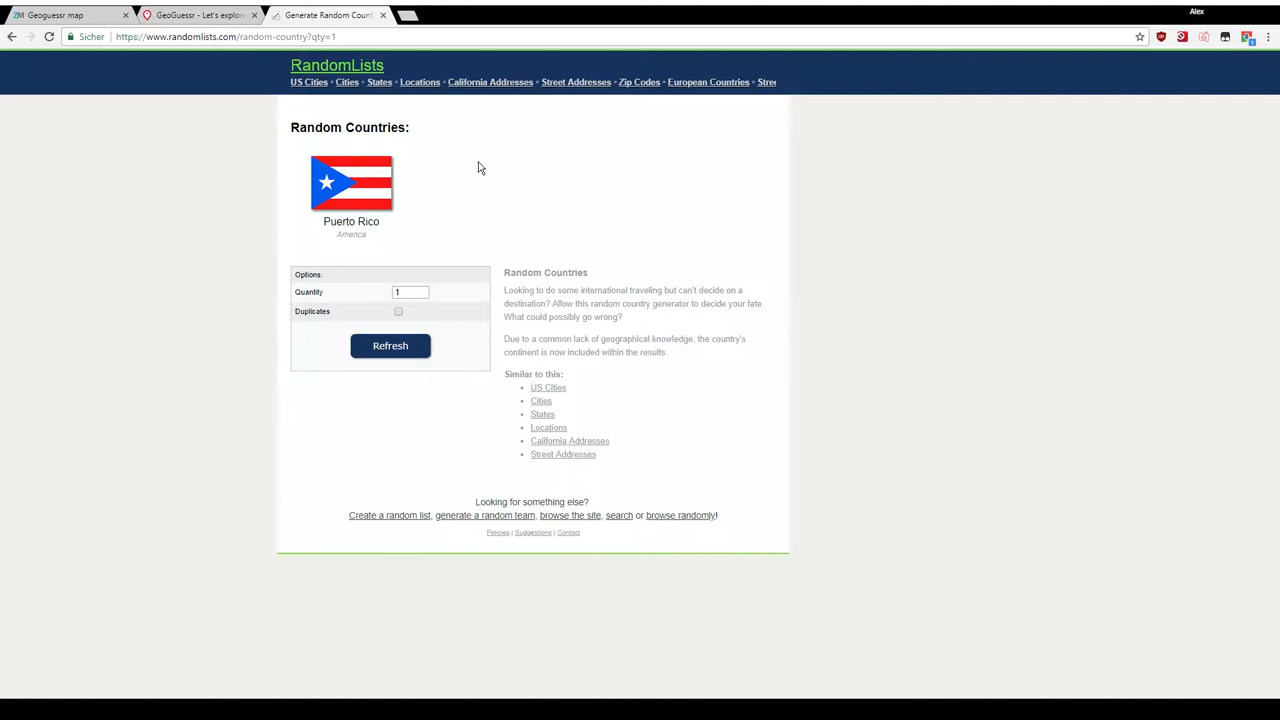 Geoguessr map
GeoGuessr - Let's explor
Generate Random Count
Alex
Sicher
https://www.randomlists.com/random-country?qty=1
RandomLists
US Cities • Cities • States • Locations • California Addresses • Street Addresses • Zip Codes • European Countries • Stree
Random Countries:
Puerto Rico
America
Options:
Quantity 1
Duplicates
Refresh
Random Countries
Looking to do some international traveling but can't decide on a
destination? Allow this random country generator to decide your fate.
What could possibly go wrong?
Due to a common lack of geographical knowledge, the country's
continent is now included within the results.
Similar to this:
• US Cities
• Cities
• States
• Locations
• California Addresses
• Street Addresses
Looking for something else?
Create a random list, generate a random team, browse the site, search or browse randomly!
Policies | Suggestions | Contact